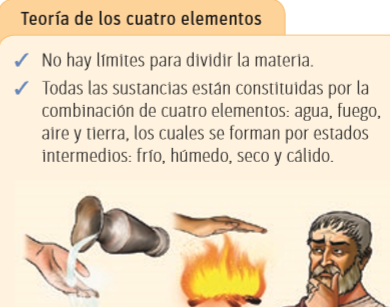 Teoría de los cuatro elementos
✓ No hay límites para dividir la materia.
✓ Todas las sustancias están constituidas por la
combinación de cuatro elementos: agua, fuego,
aire y tierra, los cuales se forman por estados
intermedios: frío, húmedo, seco y cálido.